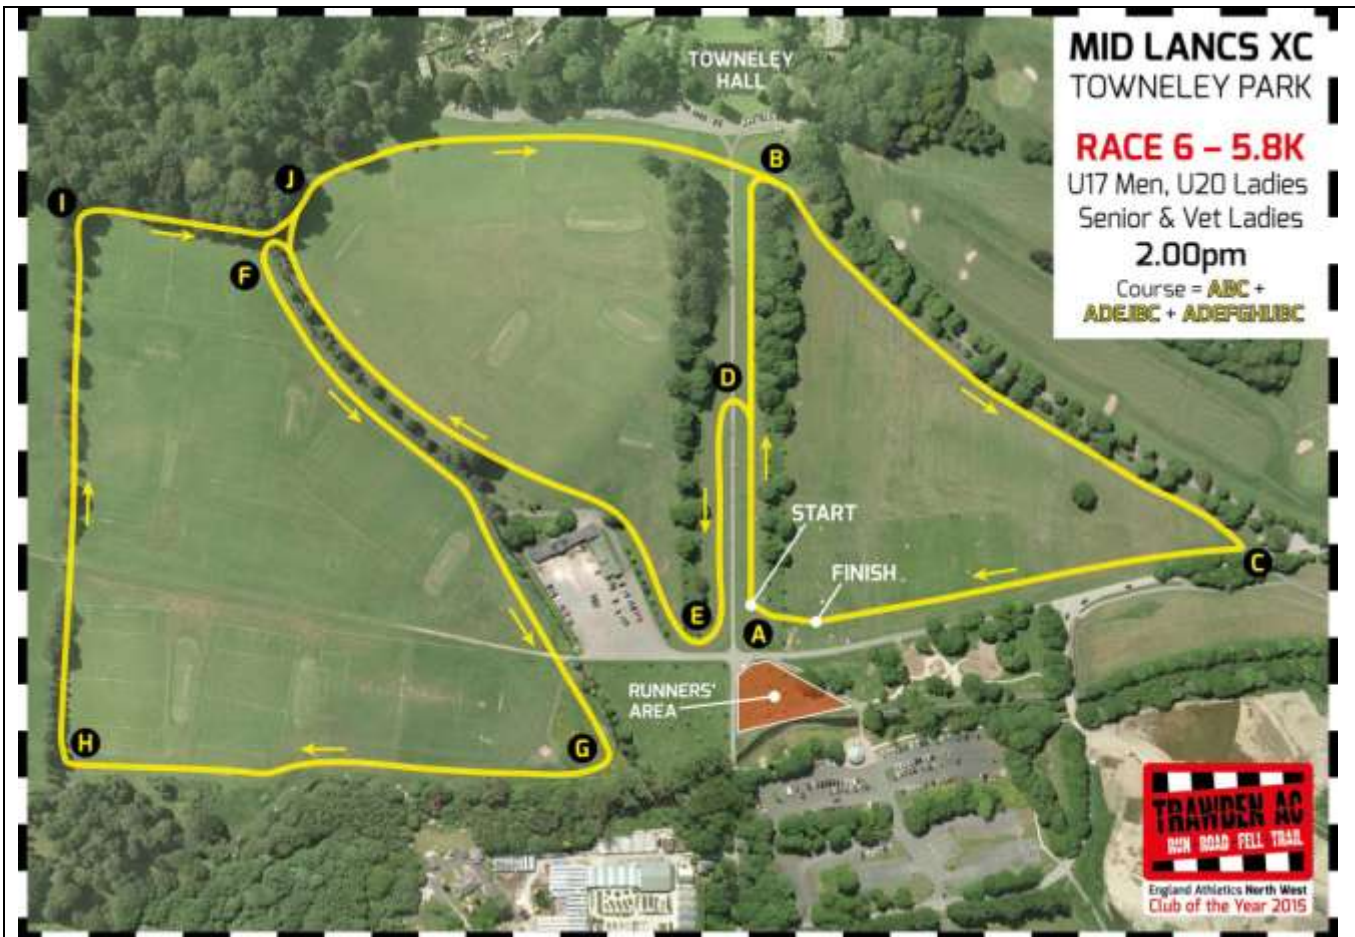 MID LANCS XC
TOWNELEY PARK
RACE 6 – 5.8K
U17 Men, U20 Ladies
Senior & Vet Ladies
2.00pm
Course = ABC +
ADEJBC + ADEFGHIJBC
TOWNELEY
HALL
B
J
I
F
D
START
FINISH
C
E
A
RUNNERS'
AREA
H
G
TRAWDEN AC
RUN ROAD FELL TRAIL
England Athletics North West
Club of the Year 2015